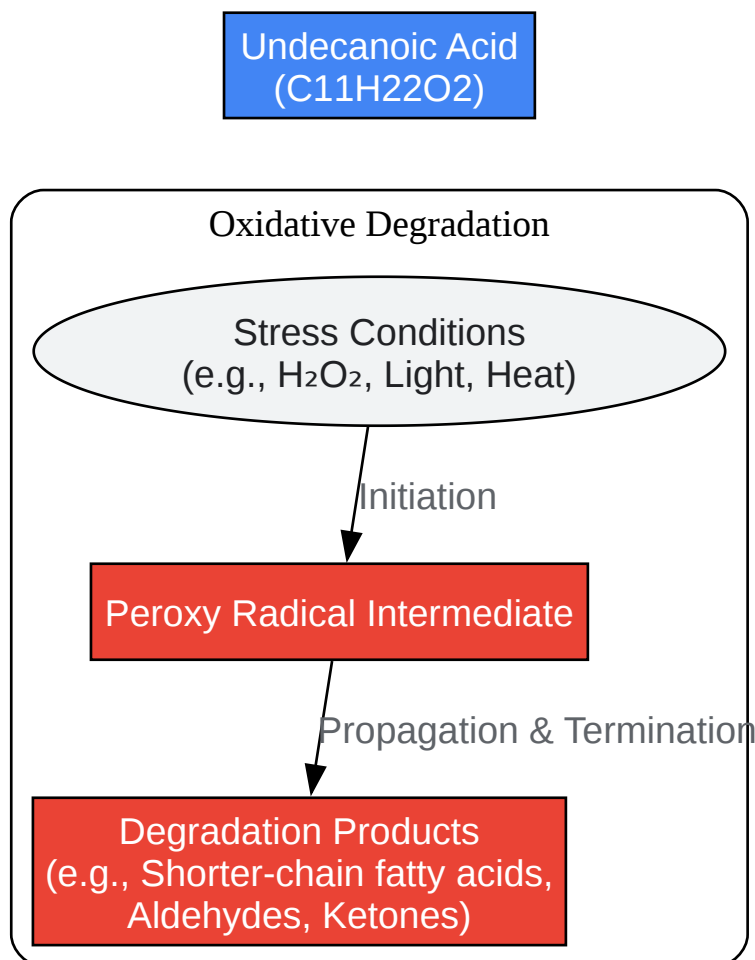 Undecanoic Acid
(C11H22O2)
Oxidative Degradation
Stress Conditions
(e.g., H₂O₂, Light, Heat)
Initiation
Peroxy Radical Intermediate
Propagation & Termination
Degradation Products
(e.g., Shorter-chain fatty acids,
Aldehydes, Ketones)